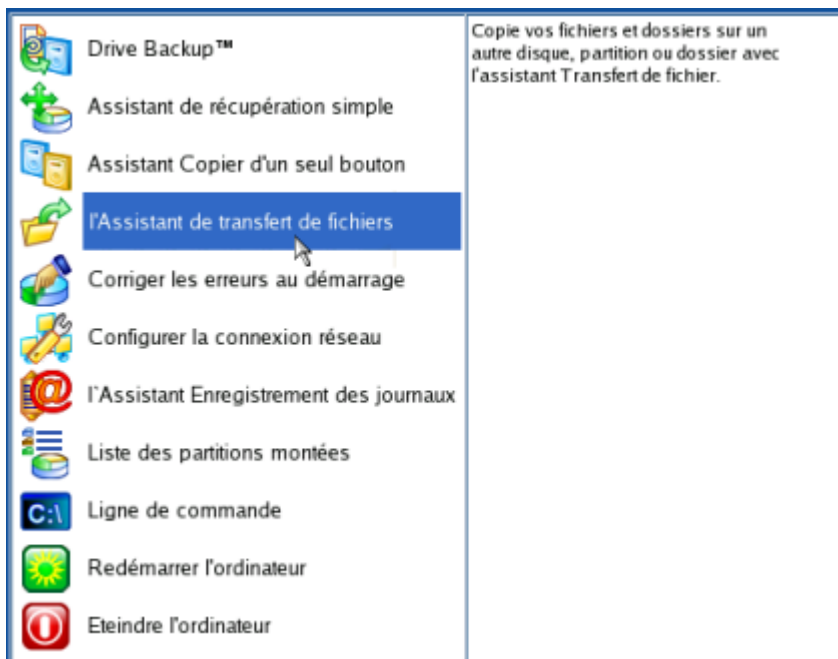 Drive Backup™
Assistant de récupération simple
Assistant Copier d'un seul bouton
l'Assistant de transfert de fichiers
Corriger les erreurs au démarrage
Configurer la connexion réseau
l`Assistant Enregistrement des journaux
Liste des partitions montées
C:\
Ligne de commande
Redémarrer l'ordinateur
Eteindre l'ordinateur
Copie vos fichiers et dossiers sur un
autre disque, partition ou dossier avec
l'assistant Transfert de fichier.